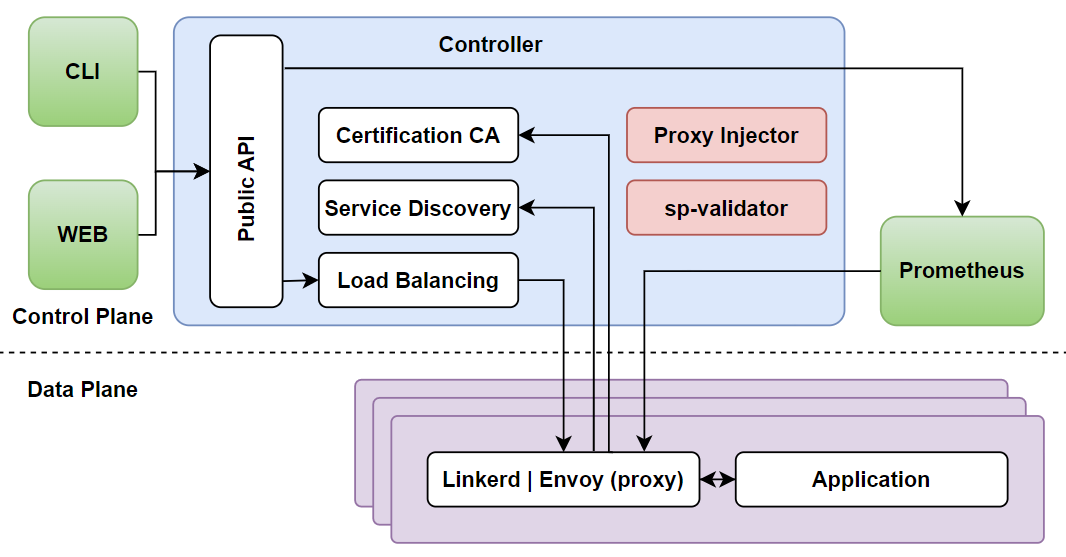 CLI
Controller
Public API
Certification CA
Proxy Injector
Service Discovery
sp-validator
WEB
Load Balancing
Prometheus
Control Plane
Data Plane
Linkerd | Envoy (proxy)
Application